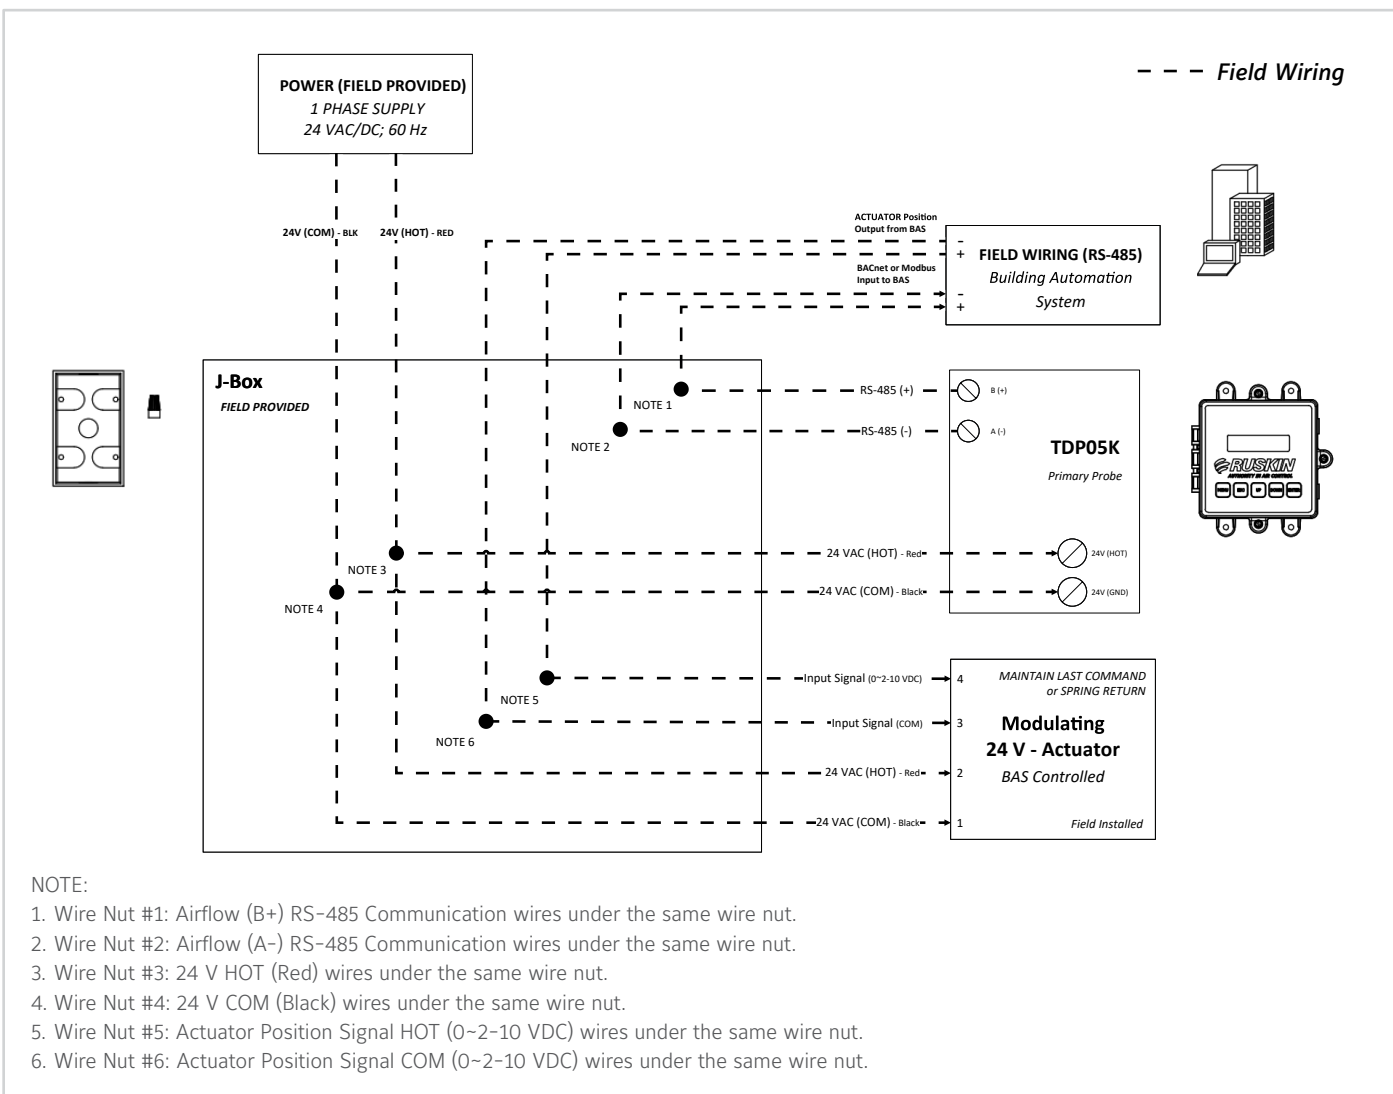 POWER (FIELD PROVIDED)
1 PHASE SUPPLY
24 VAC/DC; 60 Hz
Field Wiring
24V (COM) - BLK
24V (HOT) - RED
ACTUATOR Position
Output from BAS
BACnet or Modbus
Input to BAS
-
+
-
+
FIELD WIRING (RS-485)
Building Automation
System
J-Box
FIELD PROVIDED
NOTE 1
NOTE 2
RS-485 (+)
RS-485 (-)
B (+)
A (-)
TDP05K
Primary Probe
RUSKIN
AUTHORITY IN AIR CONTROL
MENU
UP
ENTER
NOTE 3
NOTE 4
24 VAC (HOT) - Red
24 VAC (COM) - Black
24V (HOT)
24V (GND)
NOTE 5
NOTE 6
Input Signal (0~2-10 VDC)
Input Signal (COM)
24 VAC (HOT) - Red
24 VAC (COM) - Black
4
3
2
1
MAINTAIN LAST COMMAND
or SPRING RETURN
Modulating
24 V - Actuator
BAS Controlled
Field Installed
NOTE:
1. Wire Nut #1: Airflow (B+) RS-485 Communication wires under the same wire nut.
2. Wire Nut #2: Airflow (A-) RS-485 Communication wires under the same wire nut.
3. Wire Nut #3: 24 V HOT (Red) wires under the same wire nut.
4. Wire Nut #4: 24 V COM (Black) wires under the same wire nut.
5. Wire Nut #5: Actuator Position Signal HOT (0~2-10 VDC) wires under the same wire nut.
6. Wire Nut #6: Actuator Position Signal COM (0~2-10 VDC) wires under the same wire nut.